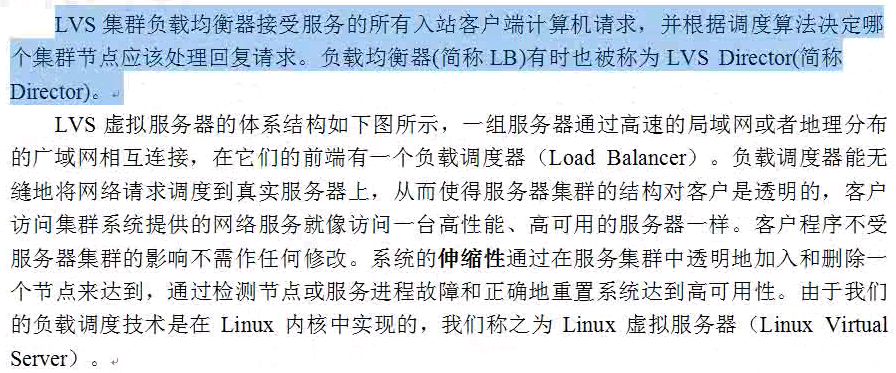 LVS 集群负载均衡器接受服务的所有入站客户端计算机请求，并根据调度算法决定哪
个集群节点应该处理回复请求。负载均衡器(简称 LB)有时也被称为 LVS Director(简称
Director)。
LVS 虚拟服务器的体系结构如下图所示，一组服务器通过高速的局域网或者地理分布
的广域网相互连接，在它们的前端有一个负载调度器（Load Balancer）。负载调度器能无
缝地将网络请求调度到真实服务器上，从而使得服务器集群的结构对客户是透明的，客户
访问集群系统提供的网络服务就像访问一台高性能、高可用的服务器一样。客户程序不受
服务器集群的影响不需作任何修改。系统的伸缩性通过在服务集群中透明地加入和删除一
个节点来达到，通过检测节点或服务进程故障和正确地重置系统达到高可用性。由于我们
的负载调度技术是在 Linux 内核中实现的，我们称之为 Linux 虚拟服务器（Linux Virtual
Server）。